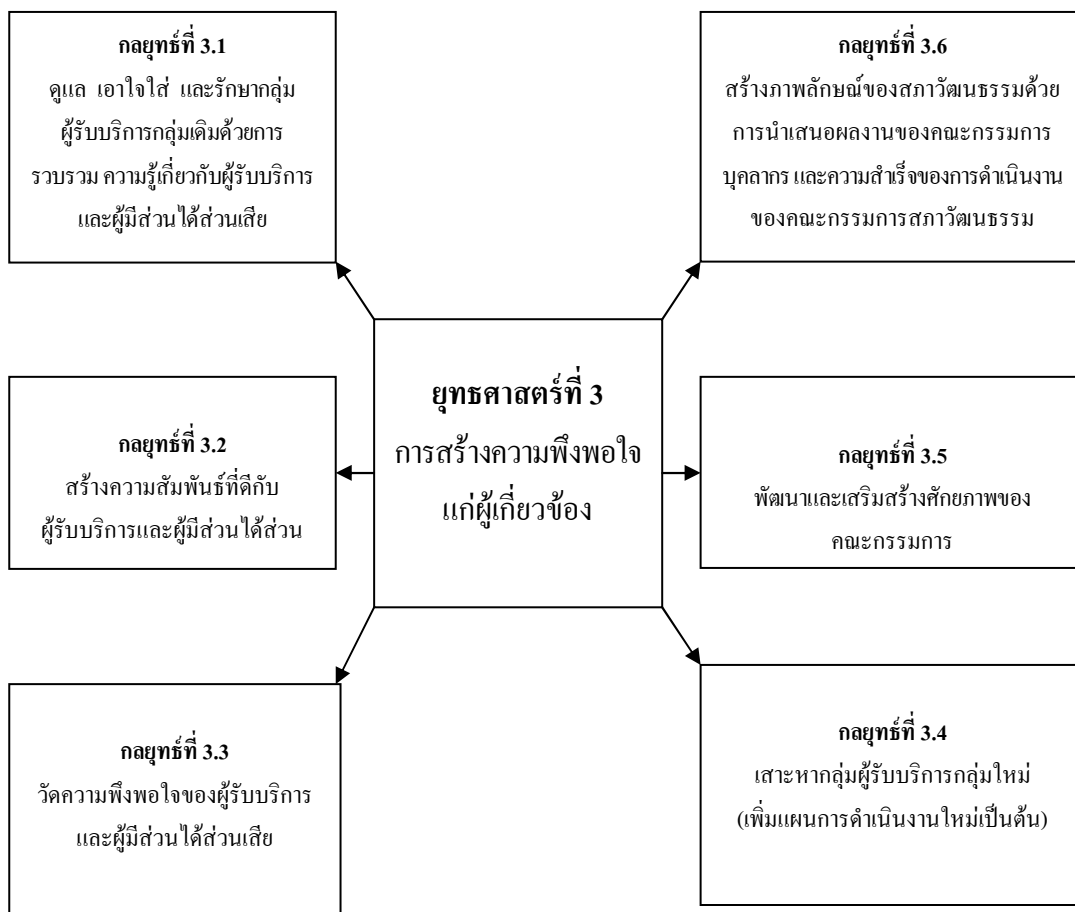 กลยุทธ์ที่ 3.1
ดูแล เอาใจใส่ และรักษากลุ่ม
ผู้รับบริการกลุ่มเดิมด้วยการ
รวบรวม ความรู้เกี่ยวกับผู้รับบริการ
และผู้มีส่วนได้ส่วนเสีย
กลยุทธ์ที่ 3.6
สร้างภาพลักษณ์ของสภาวัฒนธรรมด้วย
การนำเสนอผลงานของคณะกรรมการ
บุคลากร และความสำเร็จของการดำเนินงาน
ของคณะกรรมการสภาวัฒนธรรม
ยุทธศาสตร์ที่ 3
การสร้างความพึงพอใจ
แก่ผู้เกี่ยวข้อง
กลยุทธ์ที่ 3.2
สร้างความสัมพันธ์ที่ดีกับ
ผู้รับบริการและผู้มีส่วนได้ส่วน
กลยุทธ์ที่ 3.5
พัฒนาและเสริมสร้างศักยภาพของ
คณะกรรมการ
กลยุทธ์ที่ 3.3
วัดความพึงพอใจของผู้รับบริการ
และผู้มีส่วนได้ส่วนเสีย
กลยุทธ์ที่ 3.4
เสาะหากลุ่มผู้รับบริการกลุ่มใหม่
(เพิ่มแผนการดำเนินงานใหม่เป็นต้น)